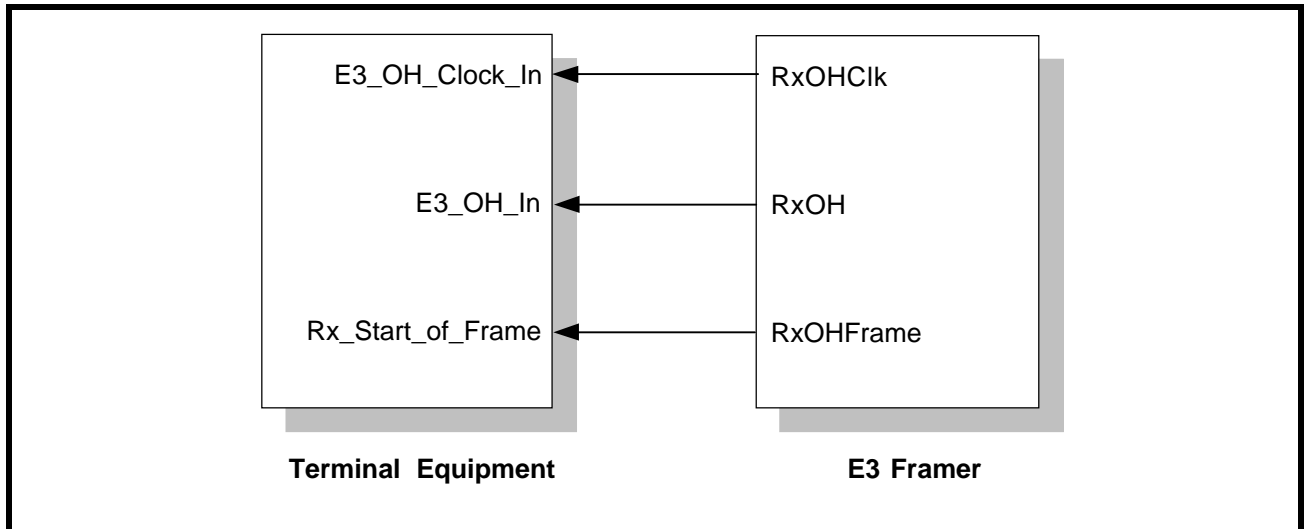 E3_OH_Clock_In
RxOHClk
E3_OH_In
RxOH
Rx_Start_of_Frame
RxOHFrame
Terminal Equipment
E3 Framer